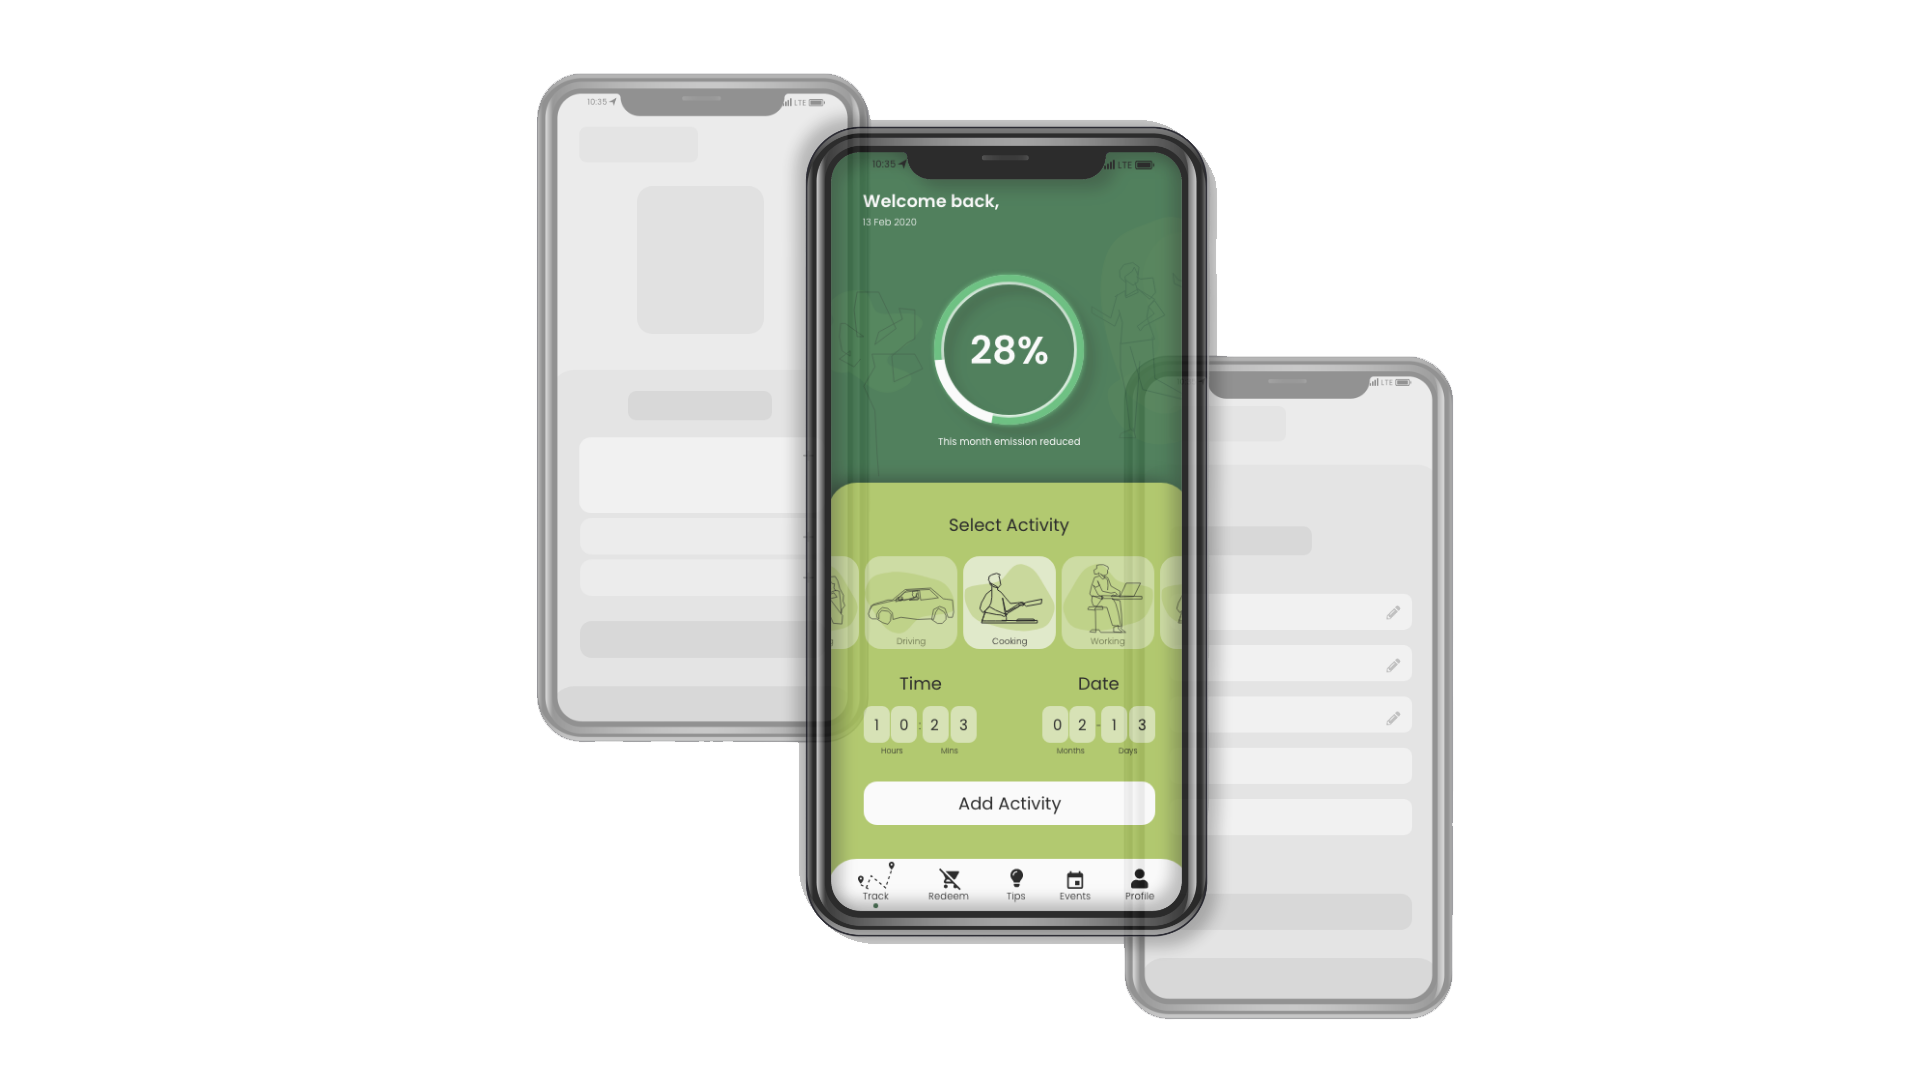 10:35
LTE
10:35
LTE
Welcome back,
13 Feb 2020
28%
This month emission reduced
LTE
Select Activity
Driving
Cooking
Working
Time
Date
1 0 : 2 3
0 2 - 1 3
Hours
Mins
Months
Days
Add Activity
Track
Redeem
Tips
Events
Profile